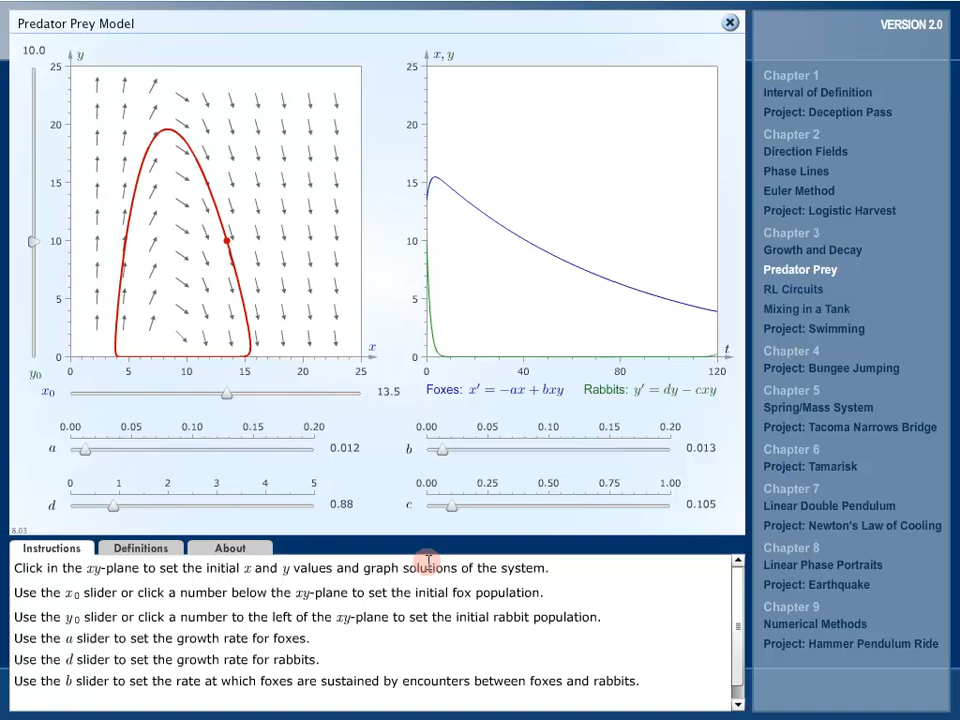 Predator Prey Model
10.0
y
25
20
15
10
5
0
0 5 10 15 20 25
x
y0
x0
13.5
x, y
25
20
15
10
5
0
0 40 80 120
t
Foxes: x′ = −ax + bxy
Rabbits: y′ = dy − cxy
0.00 0.05 0.10 0.15 0.20
a
0.012
0.00 0.05 0.10 0.15 0.20
b
0.013
0 1 2 3 4 5
d
0.88
0.00 0.25 0.50 0.75 1.00
c
0.105
8.03
Instructions
Definitions
About
Click in the xy-plane to set the initial x and y values and graph solutions of the system.
Use the x0 slider or click a number below the xy-plane to set the initial fox population.
Use the y0 slider or click a number to the left of the xy-plane to set the initial rabbit population.
Use the a slider to set the growth rate for foxes.
Use the d slider to set the growth rate for rabbits.
Use the b slider to set the rate at which foxes are sustained by encounters between foxes and rabbits.
VERSION 2.0
Chapter 1
Interval of Definition
Project: Deception Pass
Chapter 2
Direction Fields
Phase Lines
Euler Method
Project: Logistic Harvest
Chapter 3
Growth and Decay
Predator Prey
RL Circuits
Mixing in a Tank
Project: Swimming
Chapter 4
Project: Bungee Jumping
Chapter 5
Spring/Mass System
Project: Tacoma Narrows Bridge
Chapter 6
Project: Tamarisk
Chapter 7
Linear Double Pendulum
Project: Newton's Law of Cooling
Chapter 8
Linear Phase Portraits
Project: Earthquake
Chapter 9
Numerical Methods
Project: Hammer Pendulum Ride